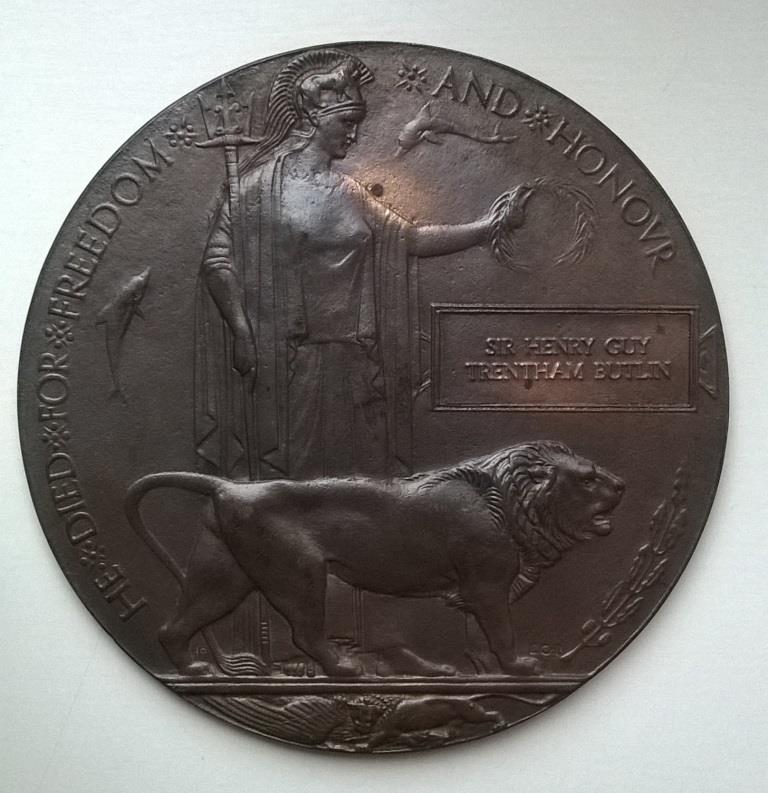 HE DIED FOR FREEDOM AND HONOVR
SIR HENRY GUY
TRENTHAM BUTLIN